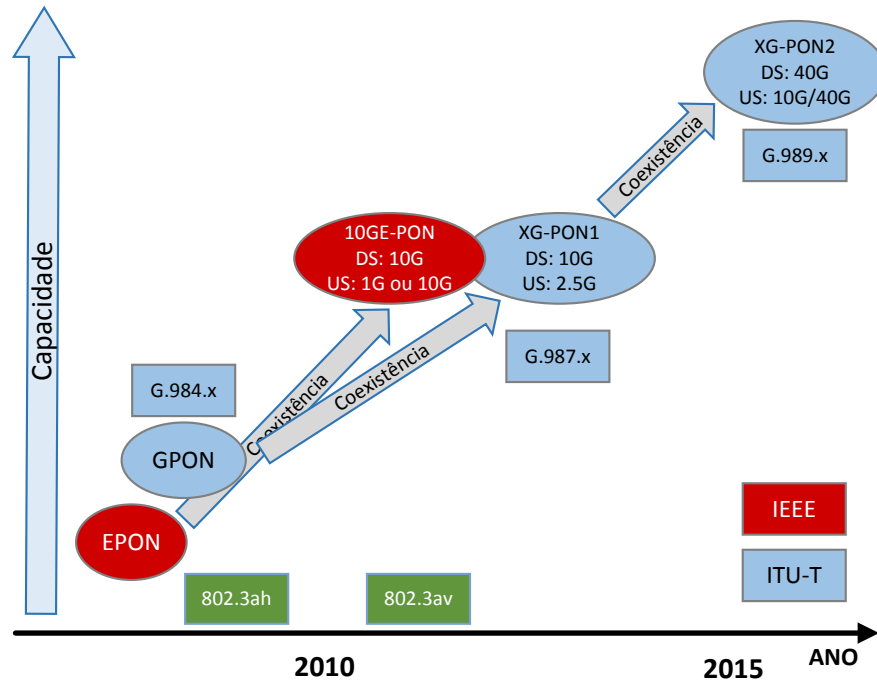 XG-PON2
DS: 40G
US: 10G/40G
G.989.x
Coexistência
10GE-PON
DS: 10G
US: 1G ou 10G
XG-PON1
DS: 10G
US: 2.5G
G.987.x
Capacidade
Coexistência
Coexistência
G.984.x
GPON
EPON
IEEE
ITU-T
802.3ah
802.3av
2010
2015
ANO